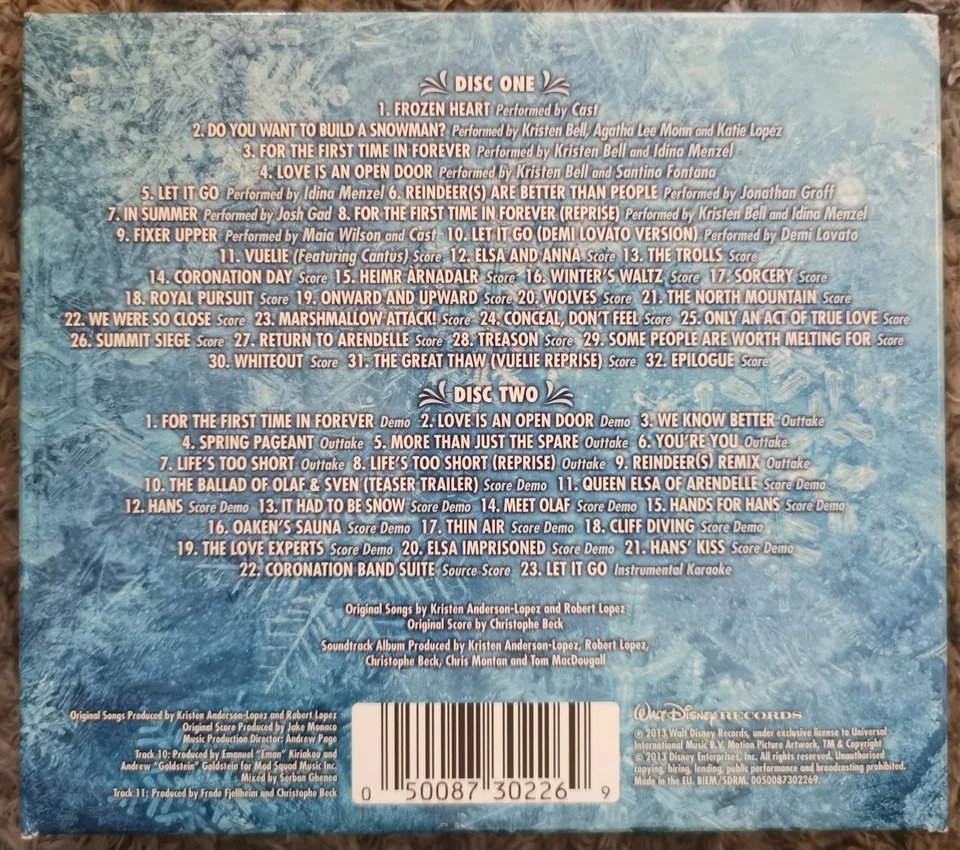 DISC ONE
1. FROZEN HEART Performed by Cast
2. DO YOU WANT TO BUILD A SNOWMAN? Performed by Kristen Bell, Agatha Lee Monn and Katie Lopez
3. FOR THE FIRST TIME IN FOREVER Performed by Kristen Bell and Idina Menzel
4. LOVE IS AN OPEN DOOR Performed by Kristen Bell and Santino Fontana
5. LET IT GO Performed by Idina Menzel 6. REINDEER(S) ARE BETTER THAN PEOPLE Performed by Jonathan Groff
7. IN SUMMER Performed by Josh Gad 8. FOR THE FIRST TIME IN FOREVER (REPRISE) Performed by Kristen Bell and Idina Menzel
9. FIXER UPPER Performed by Maia Wilson and Cast 10. LET IT GO (DEMI LOVATO VERSION) Performed by Demi Lovato
11. VUELIE (Featuring Cantus) Score 12. ELSA AND ANNA Score 13. THE TROLLS Score
14. CORONATION DAY Score 15. HEIMR ÀRNADALR Score 16. WINTER'S WALTZ Score 17. SORCERY Score
18. ROYAL PURSUIT Score 19. ONWARD AND UPWARD Score 20. WOLVES Score 21. THE NORTH MOUNTAIN Score
22. WE WERE SO CLOSE Score 23. MARSHMALLOW ATTACK! Score 24. CONCEAL, DON'T FEEL Score 25. ONLY AN ACT OF TRUE LOVE Score
26. SUMMIT SIEGE Score 27. RETURN TO ARENDELLE Score 28. TREASON Score 29. SOME PEOPLE ARE WORTH MELTING FOR Score
30. WHITEOUT Score 31. THE GREAT THAW (VUELIE REPRISE) Score 32. EPILOGUE Score
DISC TWO
1. FOR THE FIRST TIME IN FOREVER Demo 2. LOVE IS AN OPEN DOOR Demo 3. WE KNOW BETTER Outtake
4. SPRING PAGEANT Outtake 5. MORE THAN JUST THE SPARE Outtake 6. YOU'RE YOU Outtake
7. LIFE'S TOO SHORT Outtake 8. LIFE'S TOO SHORT (REPRISE) Outtake 9. REINDEER(S) REMIX Outtake
10. THE BALLAD OF OLAF & SVEN (TEASER TRAILER) Score Demo 11. QUEEN ELSA OF ARENDELLE Score Demo
12. HANS Score Demo 13. IT HAD TO BE SNOW Score Demo 14. MEET OLAF Score Demo 15. HANDS FOR HANS Score Demo
16. OAKEN'S SAUNA Score Demo 17. THIN AIR Score Demo 18. CLIFF DIVING Score Demo
19. THE LOVE EXPERTS Score Demo 20. ELSA IMPRISONED Score Demo 21. HANS' KISS Score Demo
22. CORONATION BAND SUITE Source Score 23. LET IT GO Instrumental Karaoke
Original Songs by Kristen Anderson-Lopez and Robert Lopez
Original Score by Christophe Beck
Soundtrack Album Produced by Kristen Anderson-Lopez, Robert Lopez,
Christophe Beck, Chris Montan and Tom MacDougall
Original Songs Produced by Kristen Anderson-Lopez and Robert Lopez
Original Score Produced by Jake Monaco
Music Production Director: Andrew Page
Track 10: Produced by Emanuel "Eman" Kiriakou and
Andrew "Goldstein" Goldstein for Mad Squad Music Inc.
Mixed by Serban Ghenea
Track 11: Produced by Frode Fjellheim and Christophe Beck
0 50087 30226 9
WALT DISNEY RECORDS
℗ 2013 Walt Disney Records, under exclusive license to Universal
International Music B.V. Motion Picture Artwork, TM & Copyright
© 2013 Disney Enterprises, Inc. All rights reserved. Unauthorised
copying, hiring, lending, public performance and broadcasting prohibited.
Made in the EU. BIEM/SDRM. 0050087302269.